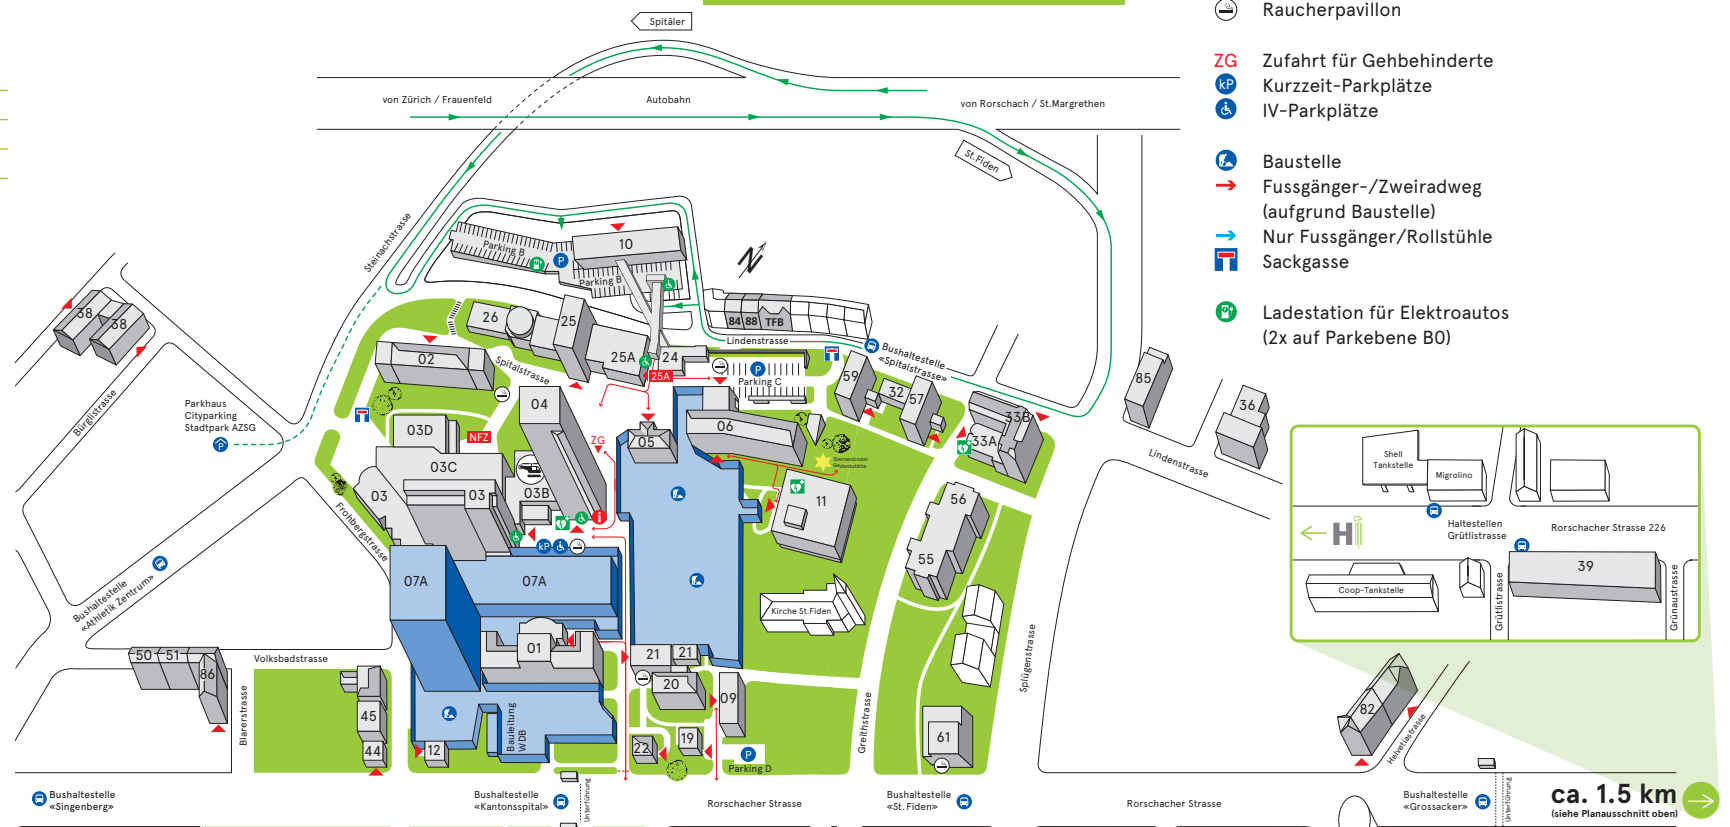 Spitäler
Raucherpavillon
ZG Zufahrt für Gehbehinderte
kP Kurzzeit-Parkplätze
IV-Parkplätze
Baustelle
Fussgänger-/Zweiradweg
(aufgrund Baustelle)
Nur Fussgänger/Rollstühle
Sackgasse
Ladestation für Elektroautos
(2x auf Parkebene B0)
von Zürich / Frauenfeld
Autobahn
von Rorschach / St.Margrethen
St.Fiden
Steinachstrasse
Parking B
P
10
Parking B
N
38
38
26
25
84 88 TFB
Lindenstrasse
Bushaltestelle
«Spitalstrasse»
02
Spitalstrasse
25A
24
25A
P
Parking C
59
32
57
85
36
Bürglistrasse
Parkhaus
Cityparking
Stadtpark AZSG
P
04
03D
NFZ
03C
03
03
03B
ZG
05
06
Sternenkinder
Gedenkstätte
33B
33A
Lindenstrasse
11
56
55
Frohbergstrasse
i
kP
07A
07A
Bushaltestelle
«Athletik Zentrum»
Kirche St.Fiden
Shell
Tankstelle
Migrolino
Haltestellen
Grütlistrasse
Rorschacher Strasse 226
H
Coop-Tankstelle
39
Grütlistrasse
Grünaustrasse
50 51
86
Volksbadstrasse
Blarerstrasse
45
44
12
01
Bauleitung
WDB
21
21
20
09
22
19
P
Parking D
Greithstrasse
Splügenstrasse
61
82
Helvetiastrasse
Bushaltestelle
«Singenberg»
Bushaltestelle
«Kantonsspital»
Unterführung
Rorschacher Strasse
Bushaltestelle
«St. Fiden»
Rorschacher Strasse
Bushaltestelle
«Grossacker»
Unterführung
ca. 1.5 km
(siehe Planausschnitt oben)